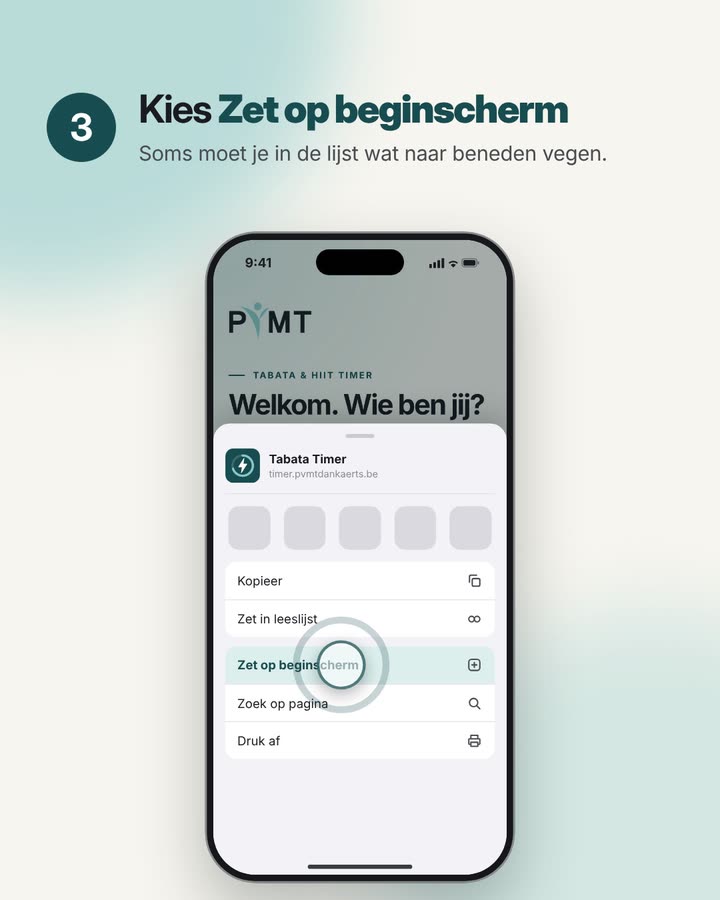 3
Kies Zet op beginscherm
Soms moet je in de lijst wat naar beneden vegen.
9:41
PYMT
TABATA & HIIT TIMER
Welkom. Wie ben jij?
Tabata Timer
timer.pvmtdankaerts.be
Kopieer
Zet in leeslijst
Zet op beginscherm
Zoek op pagina
Druk af